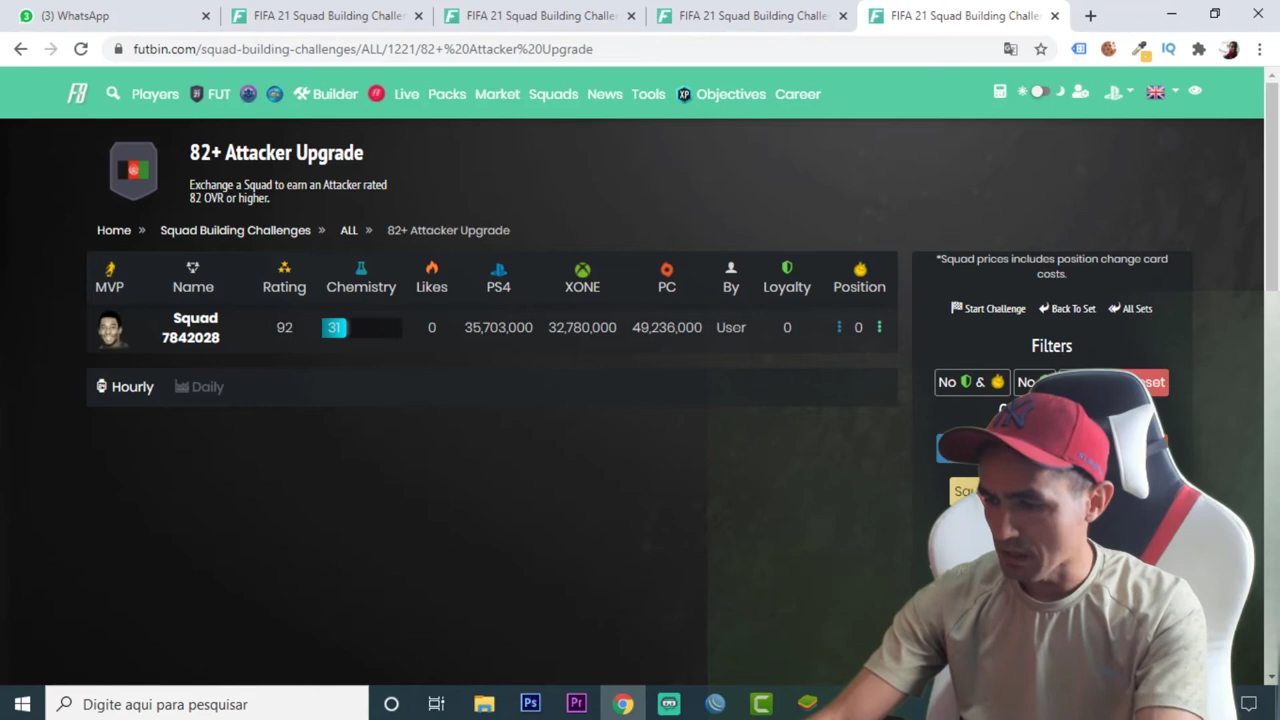 (3) WhatsApp
FIFA 21 Squad Building Challe
FIFA 21 Squad Building Challe
FIFA 21 Squad Building Challe
FIFA 21 Squad Building Challe
futbin.com/squad-building-challenges/ALL/1221/82+%20Attacker%20Upgrade
IQ
Players FUT Builder Live Packs Market Squads News Tools XP Objectives Career
82+ Attacker Upgrade
Exchange a Squad to earn an Attacker rated
82 OVR or higher.
Home » Squad Building Challenges » ALL » 82+ Attacker Upgrade
MVP Name Rating Chemistry Likes PS4 XONE PC By Loyalty Position
Squad
7842028
92 31 0 35,703,000 32,780,000 49,236,000 User 0 0
Hourly Daily
*Squad prices includes position change card
costs.
Start Challenge Back To Set All Sets
Filters
No & No
Digite aqui para pesquisar
Ps Pr